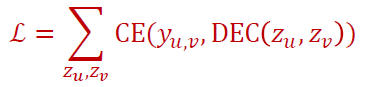 ℒ = ∑ CE(y_{u,v}, DEC(z_u, z_v))
z_u, z_v